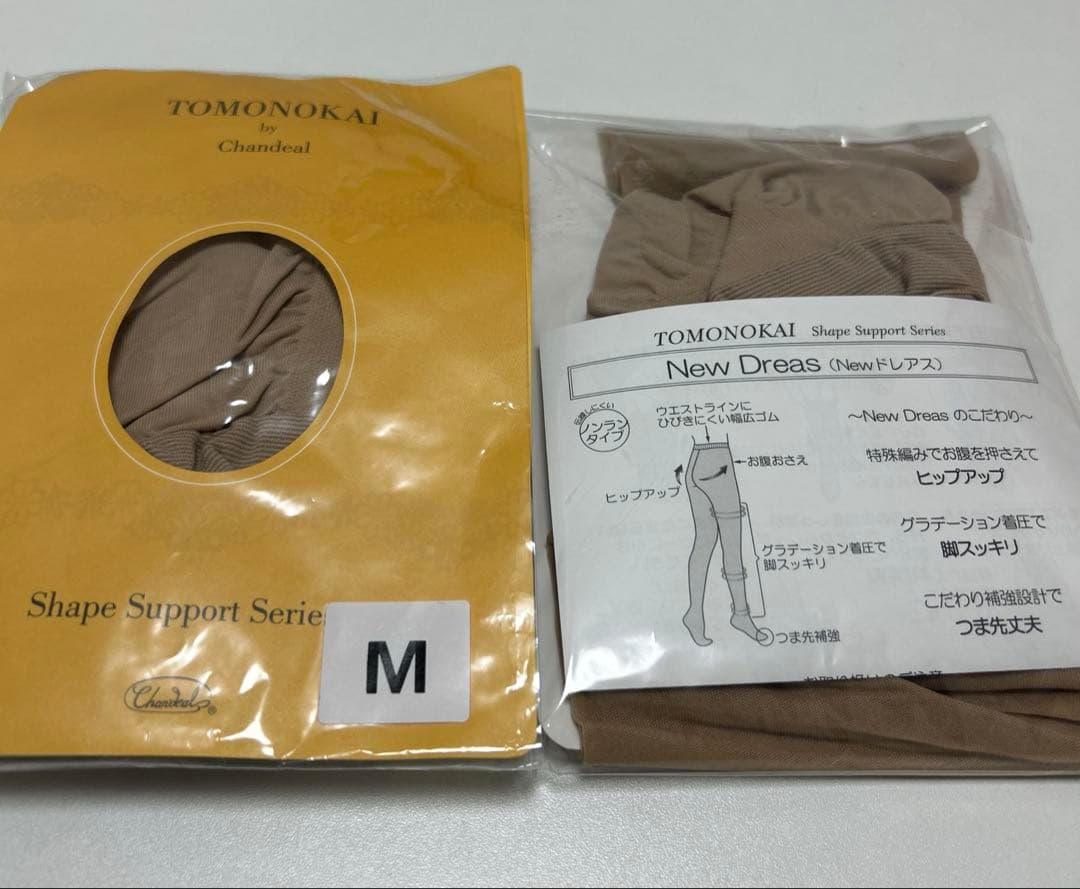 TOMONOKAI
by
Chandeal
Shape Support Serie
M
Chandeal®
TOMONOKAI Shape Support Series
New Dreas（Newドレアス）
伝線しにくい
ノンラン
タイプ
ウエストラインに
ひびきにくい幅広ゴム
お腹おさえ
ヒップアップ
グラデーション着圧で
脚スッキリ
つま先補強
～New Dreas のこだわり～
特殊編みでお腹を押さえて
ヒップアップ
グラデーション着圧で
脚スッキリ
こだわり補強設計で
つま先丈夫